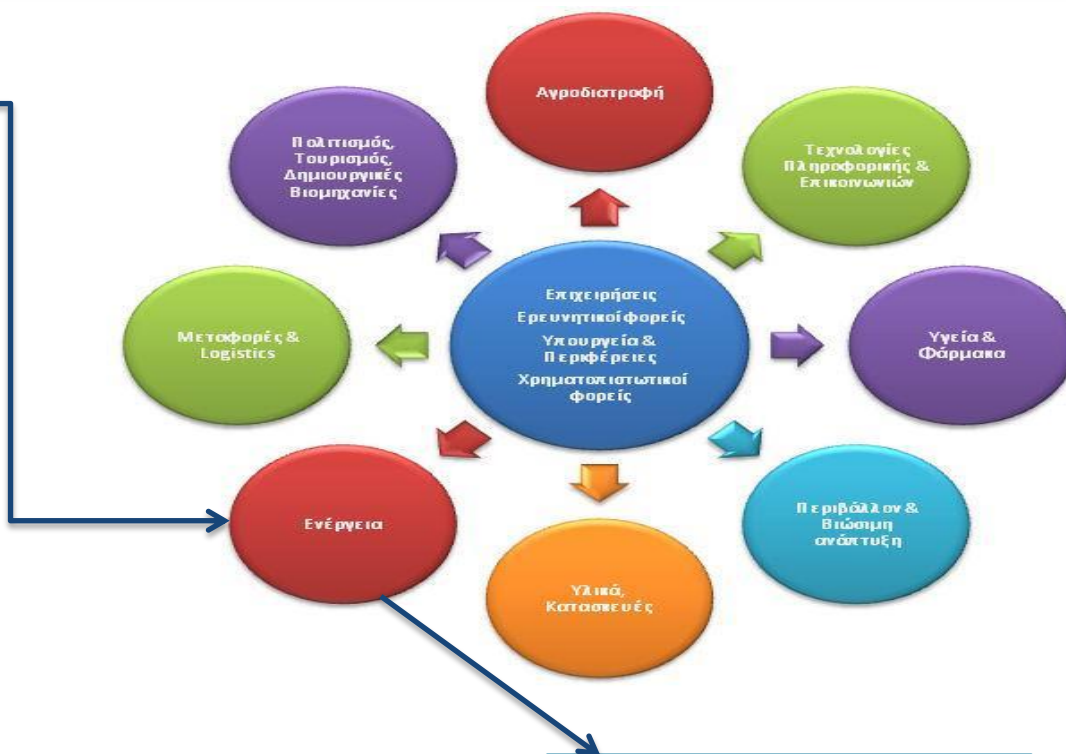 Αγροδιατροφή
Πολιτισμός,
Τουρισμός,
Δημιουργικές
Βιομηχανίες
Τεχνολογίες
Πληροφορικής &
Επικοινωνιών
Επιχειρήσεις
Ερευνητικοί φορείς
Υπουργεία &
Περιφέρειες
Χρηματοπιστωτικοί
φορείς
Μεταφορές &
Logistics
Υγεία &
Φάρμακα
Ενέργεια
Περιβάλλον &
Βιώσιμη
ανάπτυξη
Υλικά,
Κατασκευές